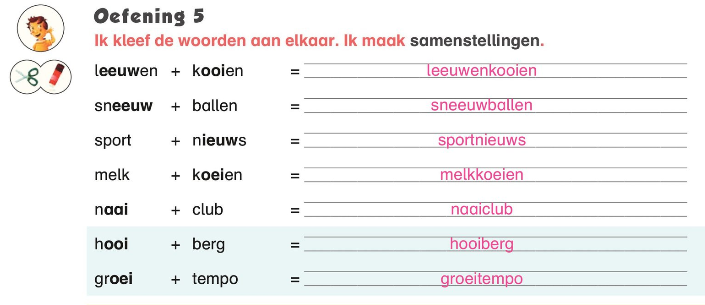 Oefening 5
Ik kleef de woorden aan elkaar. Ik maak samenstellingen.
leeuwen + kooien = leeuwenkooien
sneeuw + ballen = sneeuwballen
sport + nieuws = sportnieuws
melk + koeien = melkkoeien
naai + club = naaiclub
hooi + berg = hooiberg
groei + tempo = groeitempo